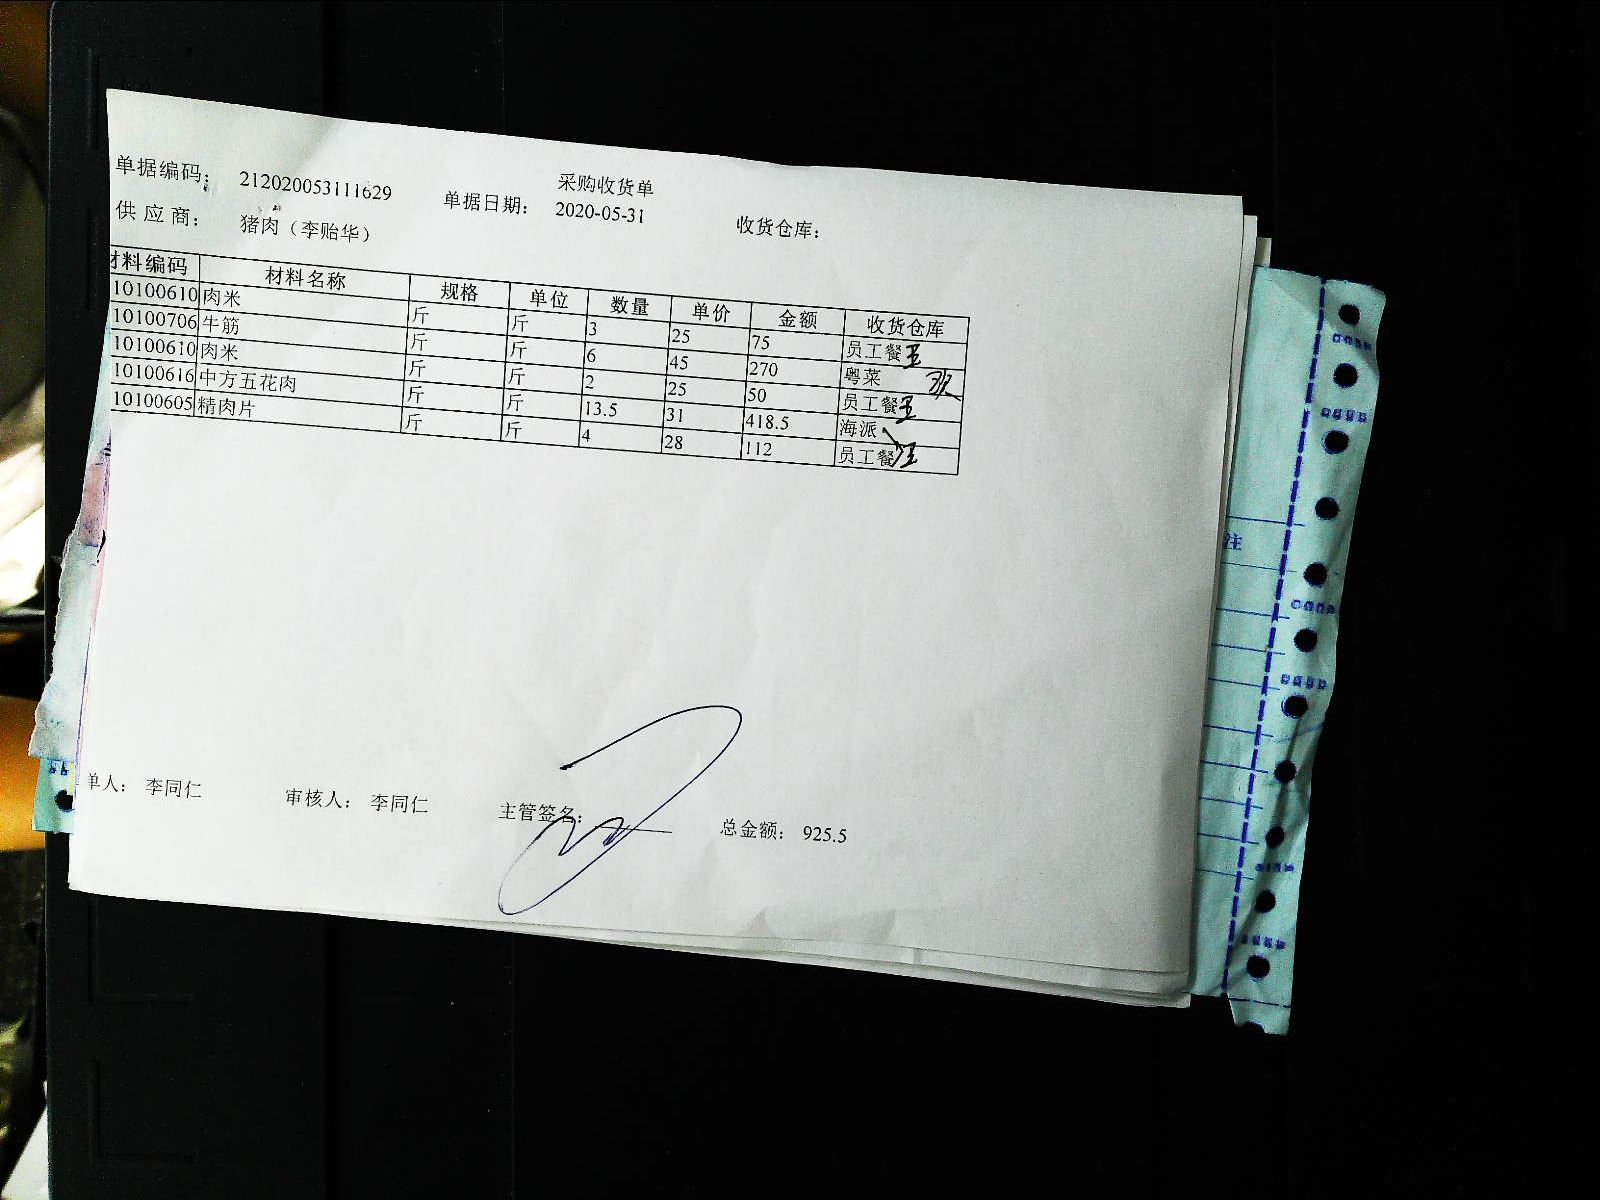 采购收货单
单据编码： 212020053111629 单据日期： 2020-05-31 收货仓库：
供应商： 猪肉（李贻华）
材料编码 材料名称 规格 单位 数量 单价 金额 收货仓库
10100610 肉米 斤 斤 3 25 75 员工餐
10100706 牛筋 斤 斤 6 45 270 粤菜
10100610 肉米 斤 斤 2 25 50 员工餐
10100616 中方五花肉 斤 斤 13.5 31 418.5 海派
10100605 精肉片 斤 斤 4 28 112 员工餐
单人： 李同仁 审核人： 李同仁 主管签名： 总金额： 925.5
注